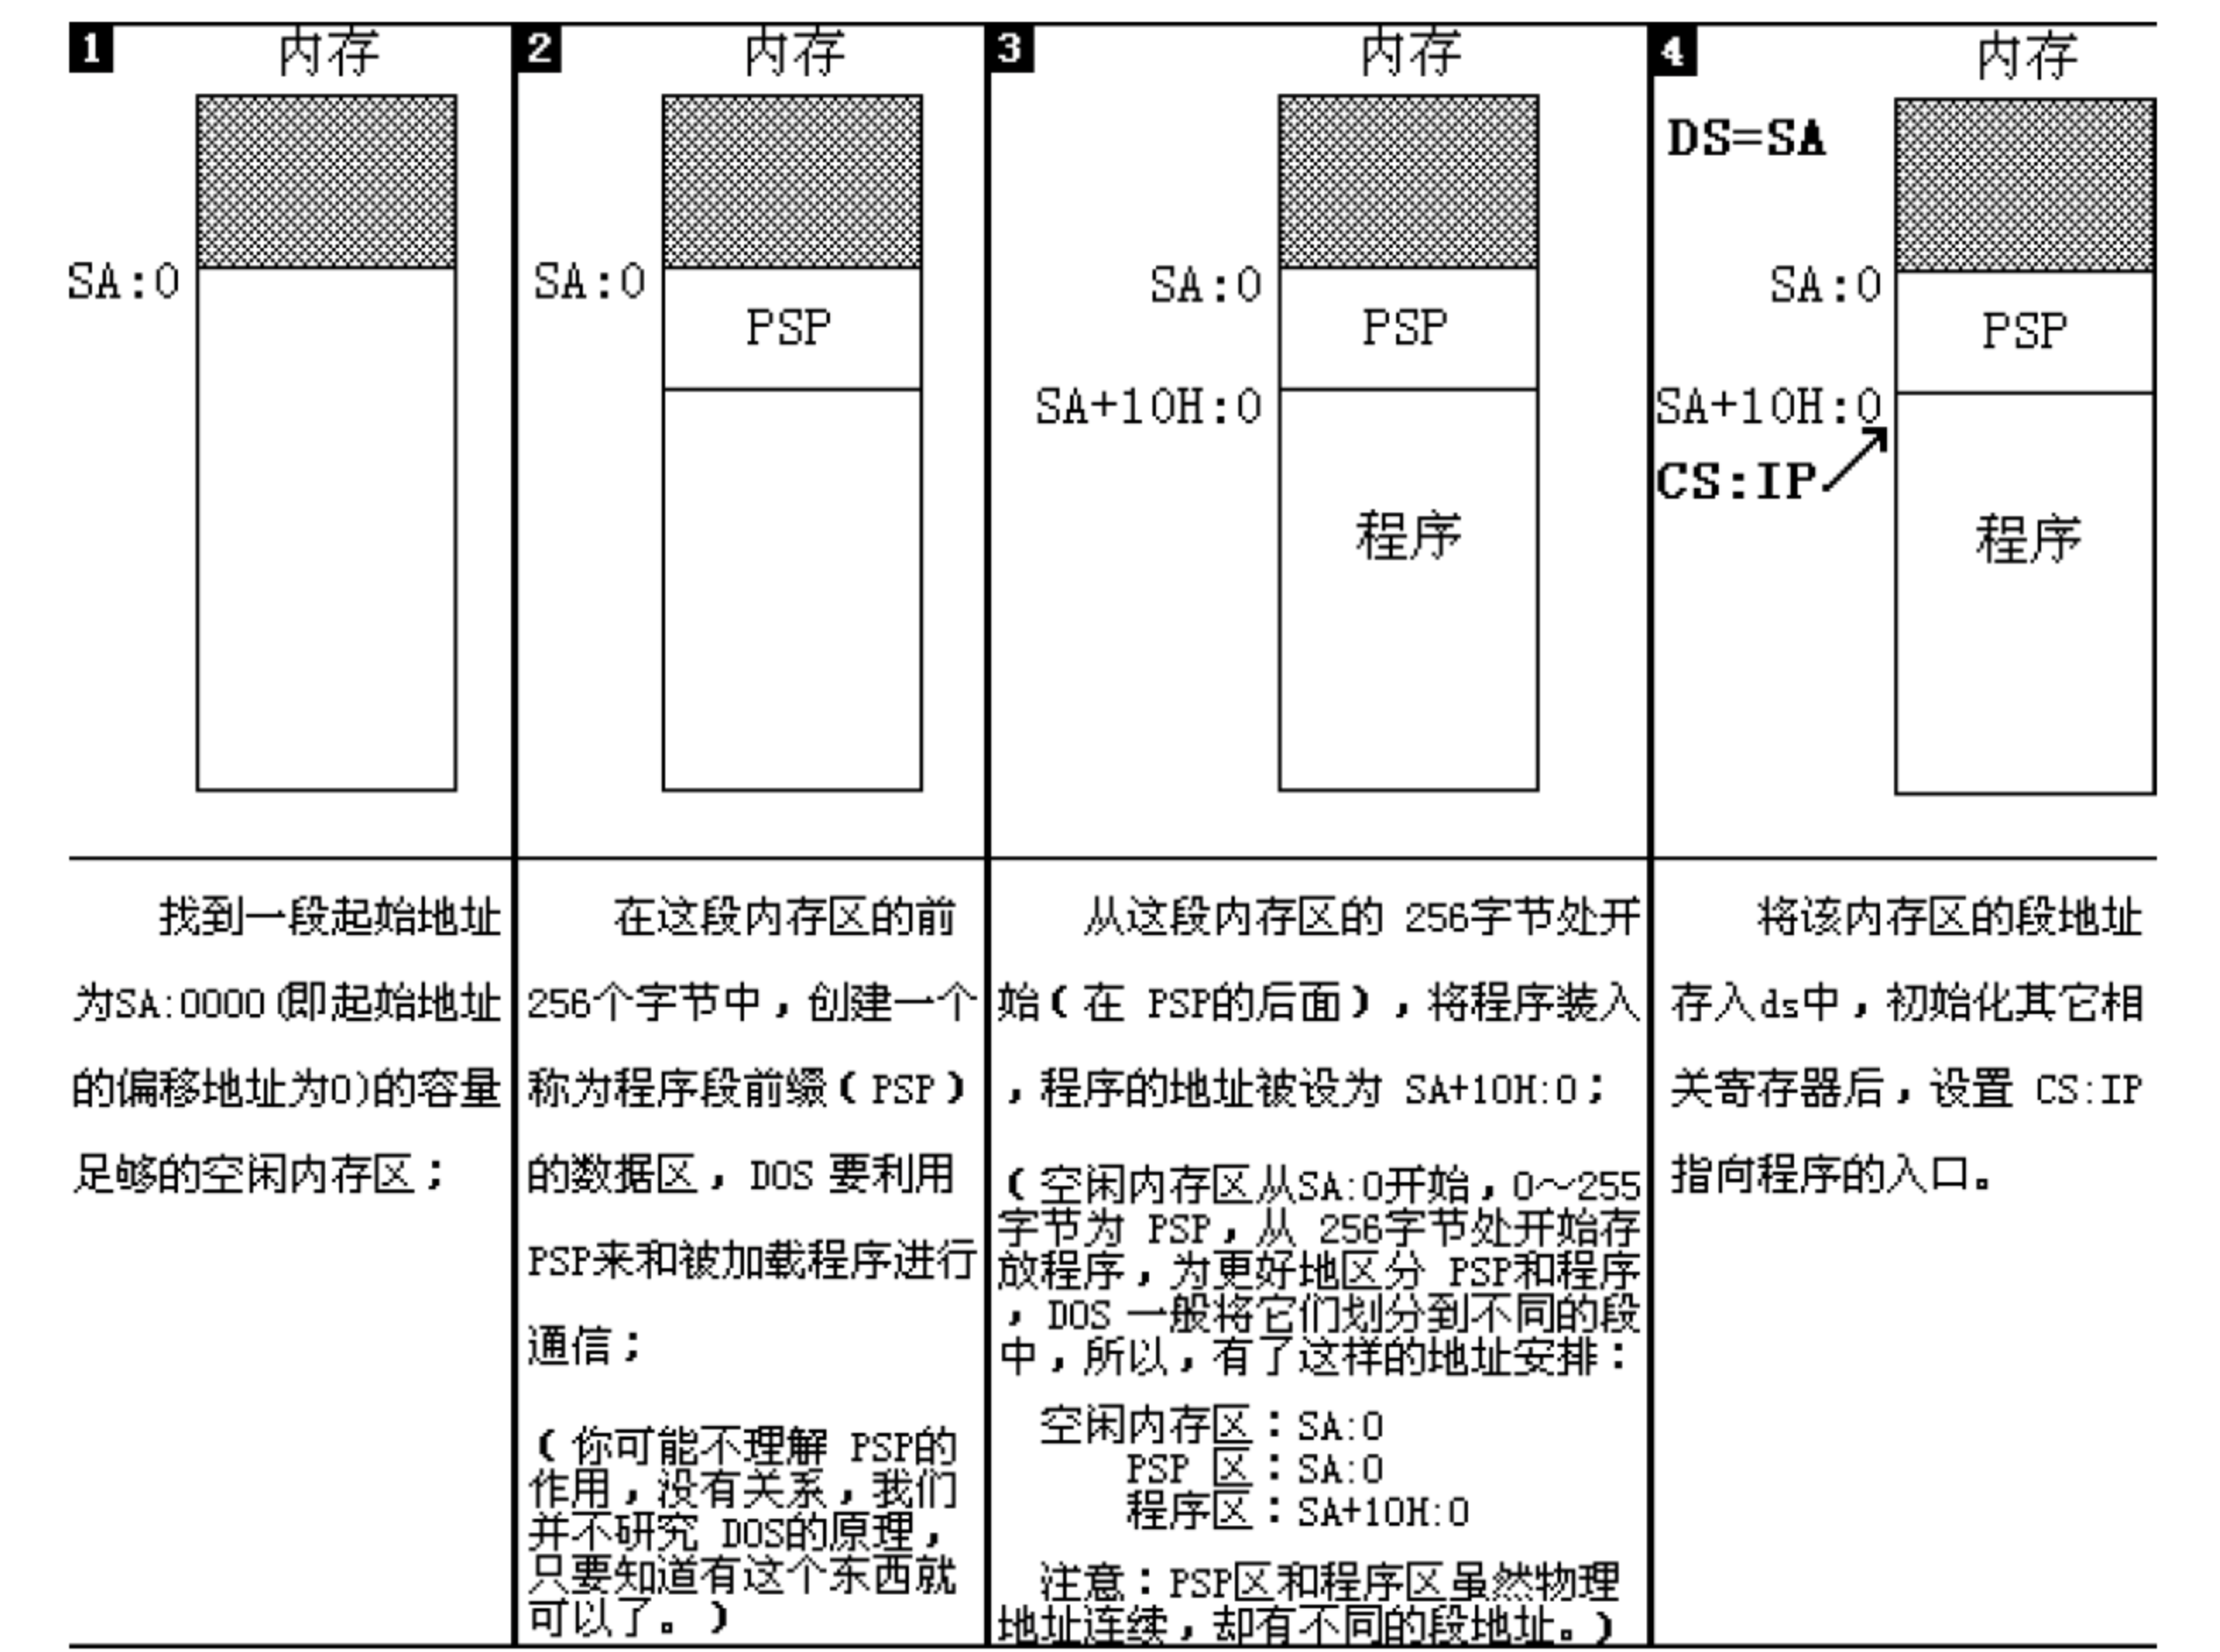 1
内存
SA:0
2
内存
SA:0
PSP
3
内存
SA:0
PSP
SA+10H:0
程序
4
内存
DS=SA
SA:0
PSP
SA+10H:0
CS:IP
程序
找到一段起始地址
为SA:0000(即起始地址
的偏移地址为0)的容量
足够的空闲内存区；
在这段内存区的前
256个字节中，创建一个
称为程序段前缀（PSP）
的数据区，DOS 要利用
PSP来和被加载程序进行
通信；
（你可能不理解 PSP的
作用，没有关系，我们
并不研究 DOS的原理，
只要知道有这个东西就
可以了。）
从这段内存区的 256字节处开
始（在 PSP的后面），将程序装入
，程序的地址被设为 SA+10H:0；
（空闲内存区从SA:0开始，0～255
字节为 PSP，从 256字节处开始存
放程序，为更好地区分 PSP和程序
，DOS 一般将它们划分到不同的段
中，所以，有了这样的地址安排：
空闲内存区：SA:0
PSP 区：SA:0
程序区：SA+10H:0
注意：PSP区和程序区虽然物理
地址连续，却有不同的段地址。）
将该内存区的段地址
存入ds中，初始化其它相
关寄存器后，设置 CS:IP
指向程序的入口。